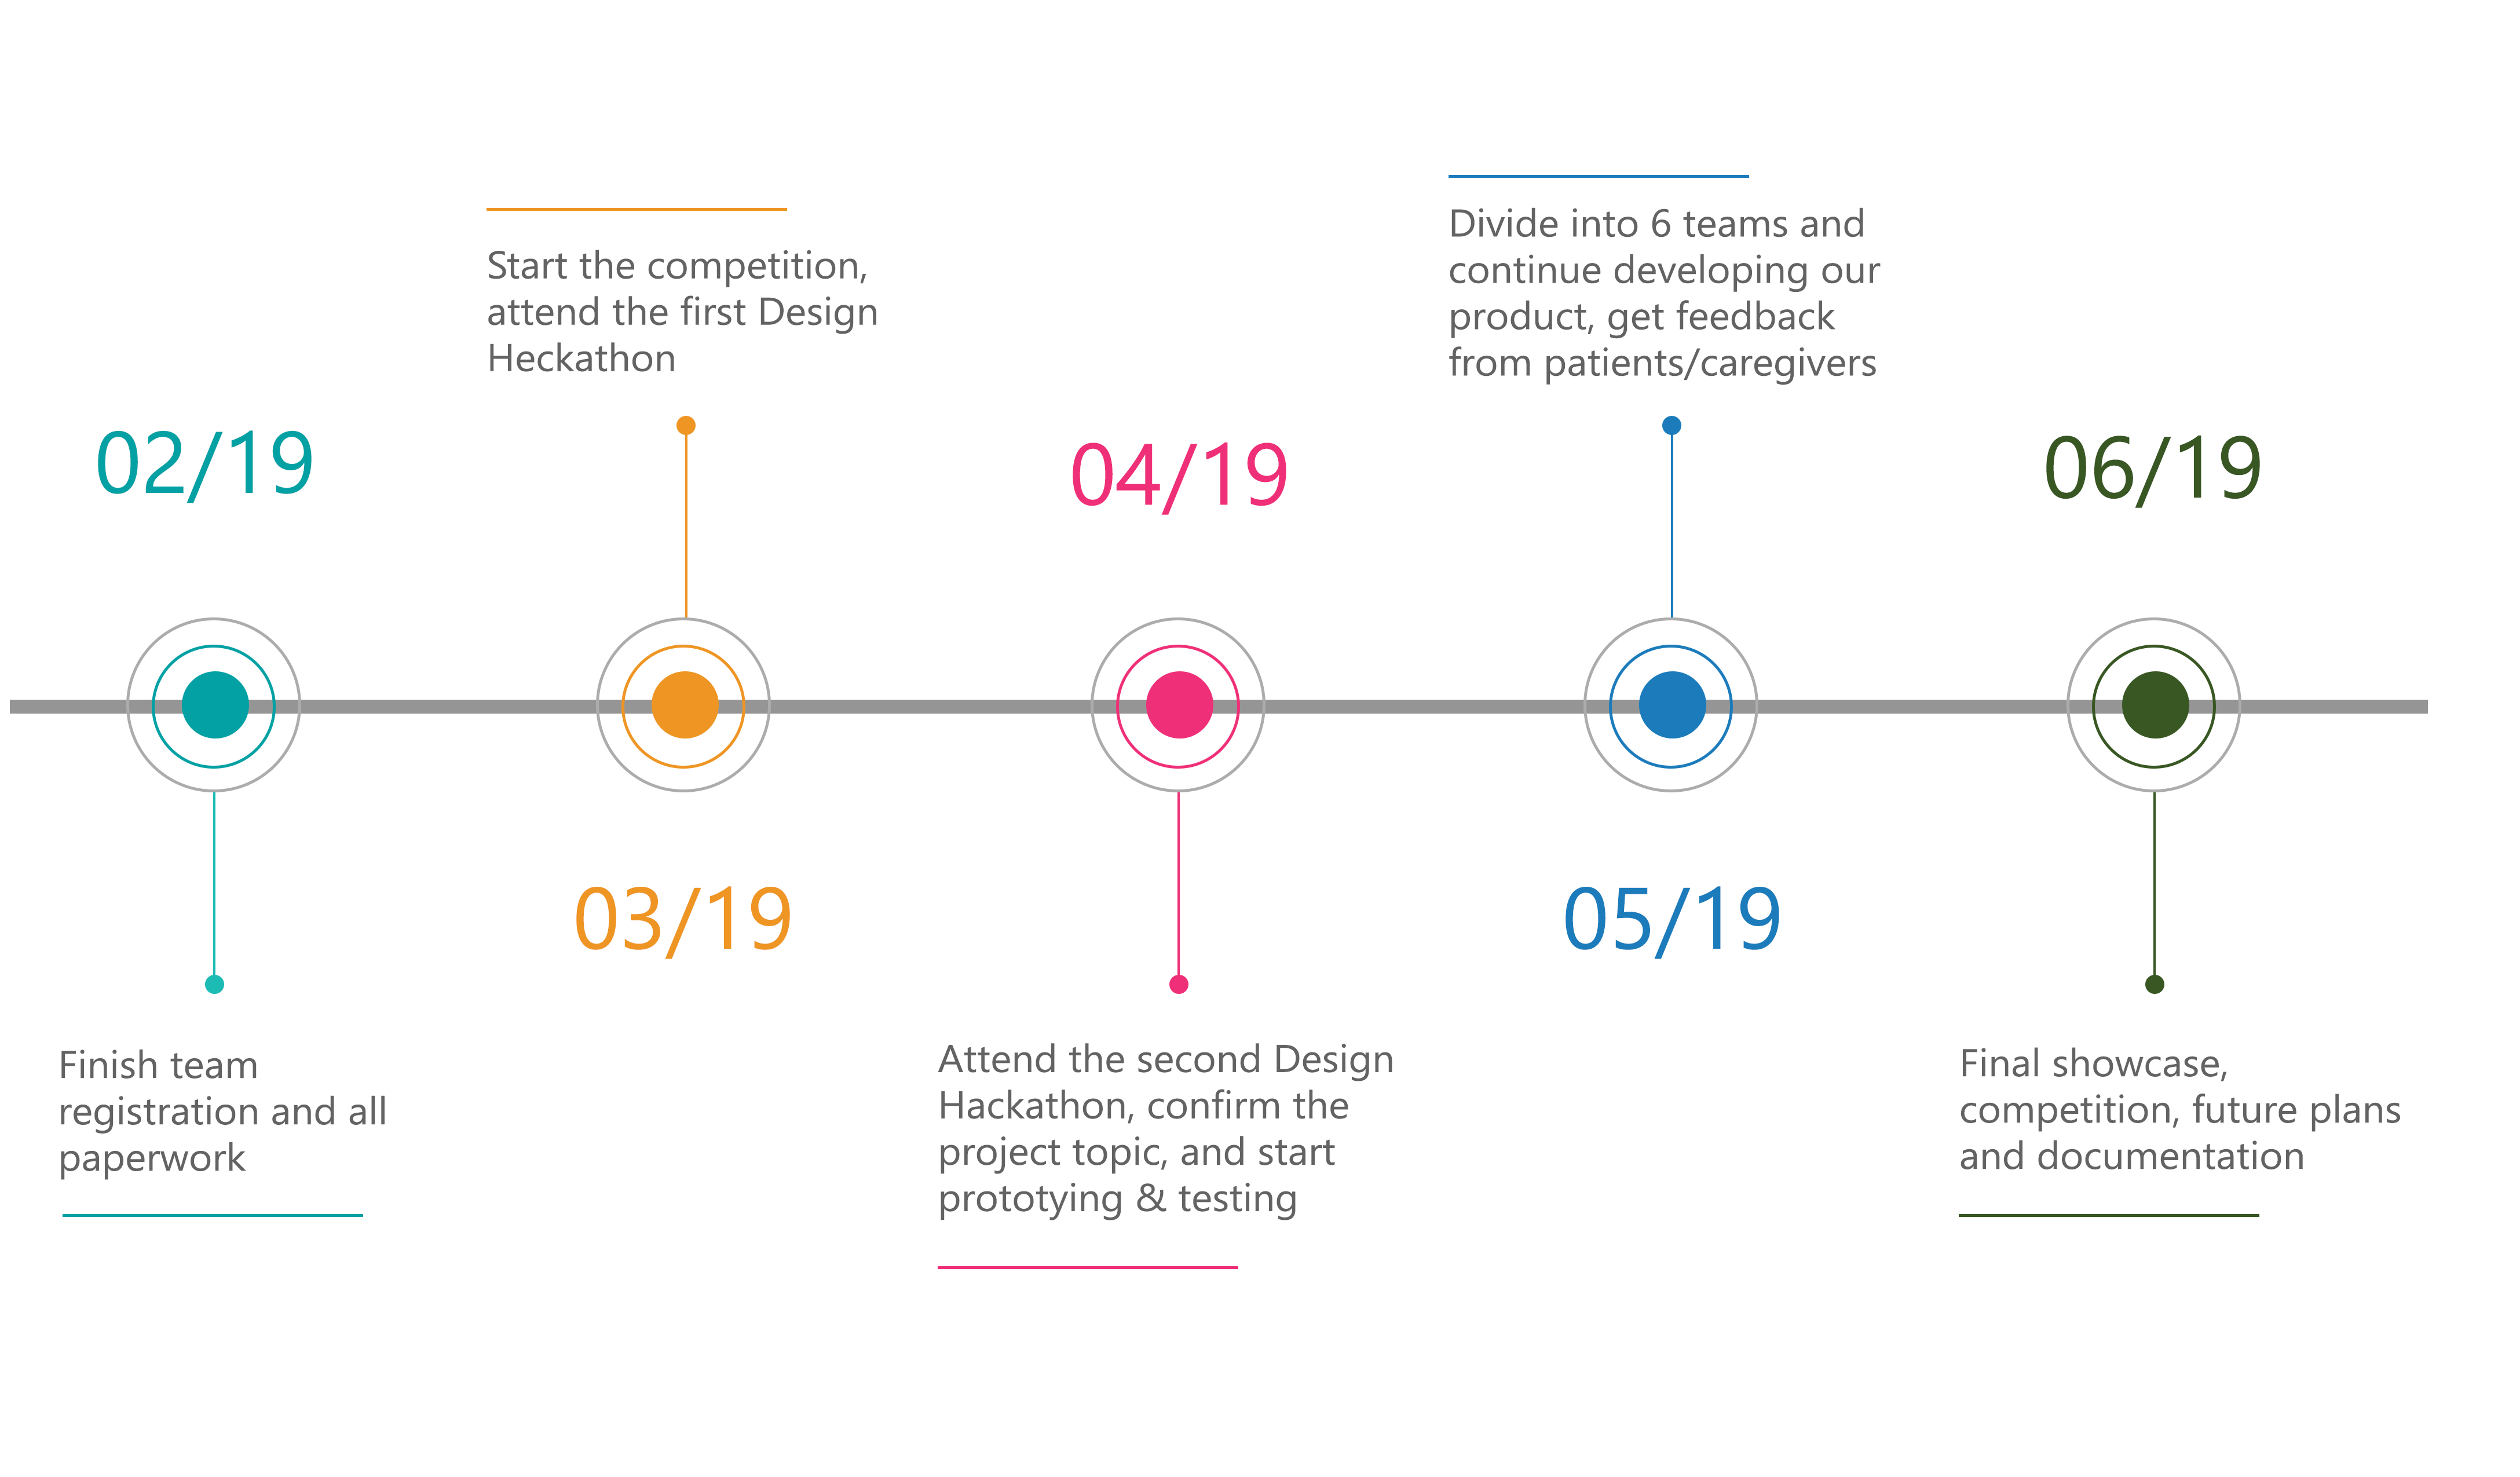 02/19
Finish team
registration and all
paperwork
Start the competition,
attend the first Design
Heckathon
03/19
04/19
Attend the second Design
Hackathon, confirm the
project topic, and start
prototying & testing
Divide into 6 teams and
continue developing our
product, get feedback
from patients/caregivers
05/19
06/19
Final showcase,
competition, future plans
and documentation